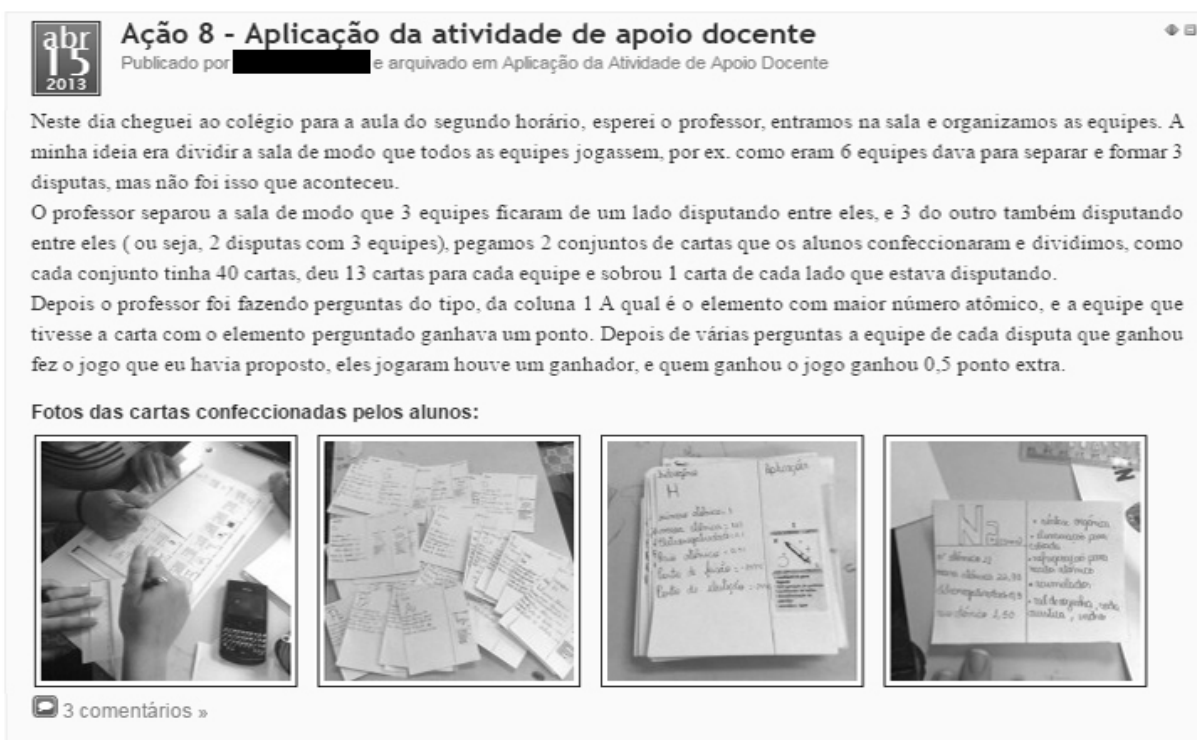 abr
15
2013
Ação 8 - Aplicação da atividade de apoio docente
Publicado por e arquivado em Aplicação da Atividade de Apoio Docente
Neste dia cheguei ao colégio para a aula do segundo horário, esperei o professor, entramos na sala e organizamos as equipes. A
minha ideia era dividir a sala de modo que todos as equipes jogassem, por ex. como eram 6 equipes dava para separar e formar 3
disputas, mas não foi isso que aconteceu.
O professor separou a sala de modo que 3 equipes ficaram de um lado disputando entre eles, e 3 do outro também disputando
entre eles ( ou seja, 2 disputas com 3 equipes), pegamos 2 conjuntos de cartas que os alunos confeccionaram e dividimos, como
cada conjunto tinha 40 cartas, deu 13 cartas para cada equipe e sobrou 1 carta de cada lado que estava disputando.
Depois o professor foi fazendo perguntas do tipo, da coluna 1 A qual é o elemento com maior número atômico, e a equipe que
tivesse a carta com o elemento perguntado ganhava um ponto. Depois de várias perguntas a equipe de cada disputa que ganhou
fez o jogo que eu havia proposto, eles jogaram houve um ganhador, e quem ganhou o jogo ganhou 0,5 ponto extra.
Fotos das cartas confeccionadas pelos alunos:
H
Aplicação
Na
3 comentários »